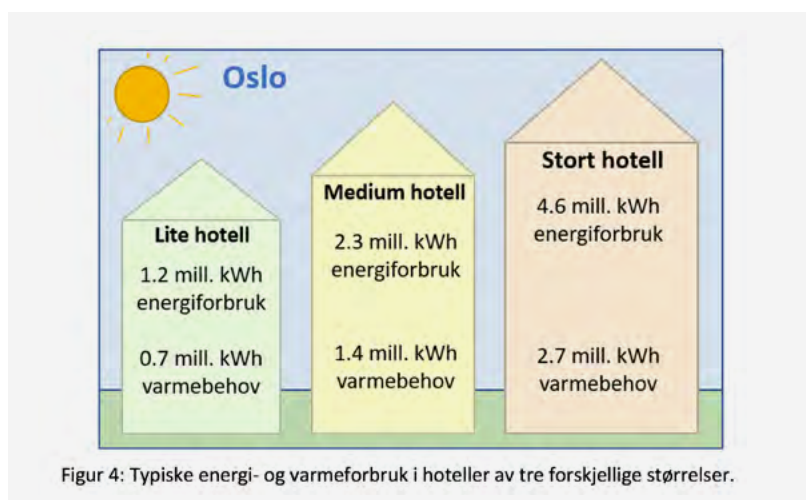 Oslo
Lite hotell
1.2 mill. kWh
energiforbruk
0.7 mill. kWh
varmebehov
Medium hotell
2.3 mill. kWh
energiforbruk
1.4 mill. kWh
varmebehov
Stort hotell
4.6 mill. kWh
energiforbruk
2.7 mill. kWh
varmebehov
Figur 4: Typiske energi- og varmeforbruk i hoteller av tre forskjellige størrelser.